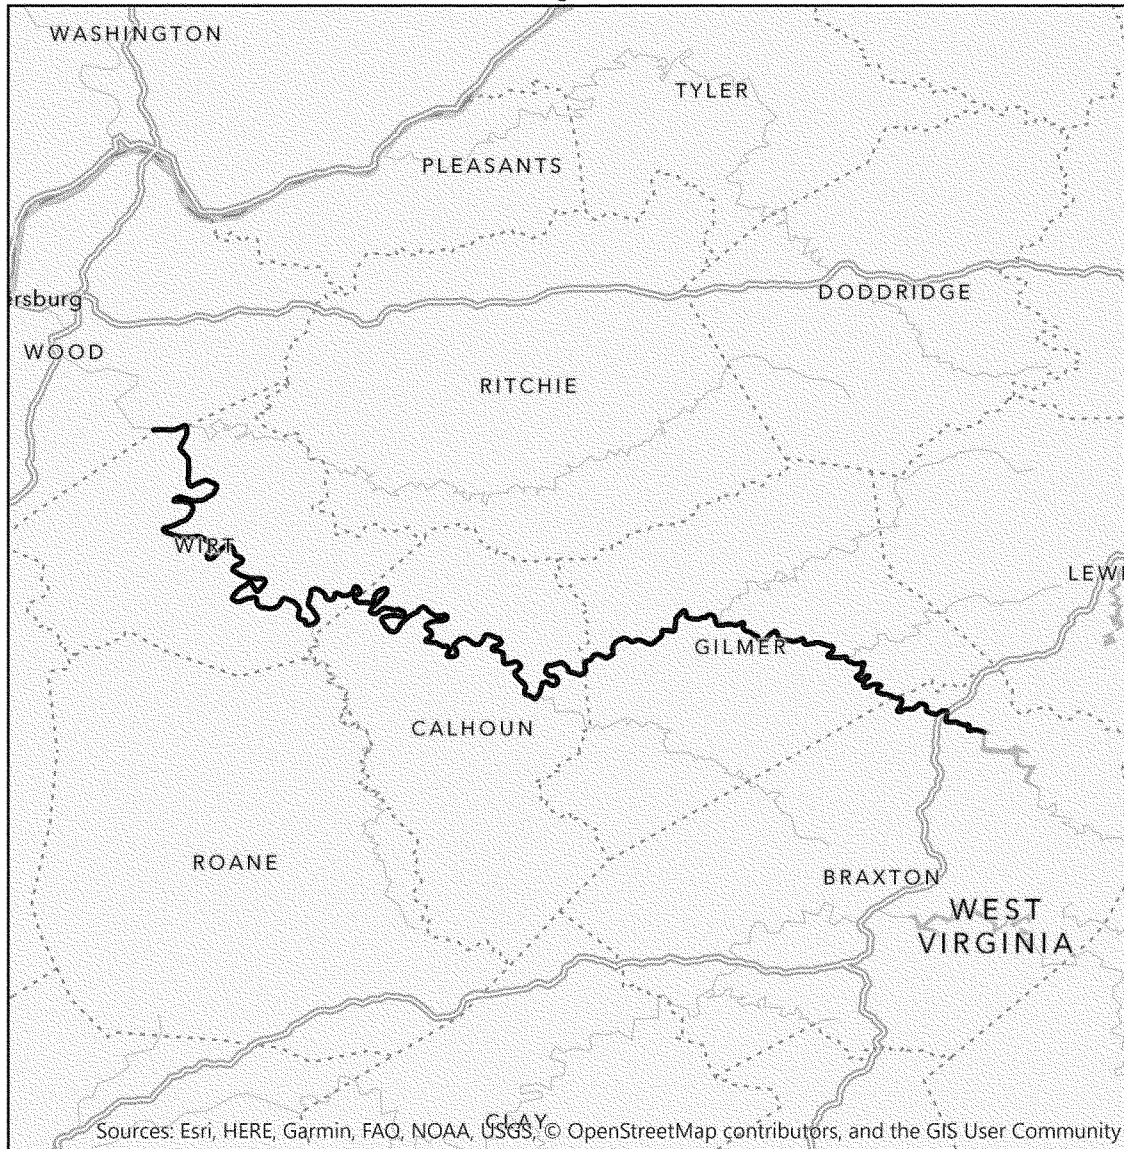 WASHINGTON
TYLER
PLEASANTS
DODDRIDGE
ersburg
WOOD
RITCHIE
WIRT
LEWI
GILMER
CALHOUN
ROANE
BRAXTON
WEST
VIRGINIA
CLAY
Sources: Esri, HERE, Garmin, FAO, NOAA, USGS, © OpenStreetMap contributors, and the GIS User Community